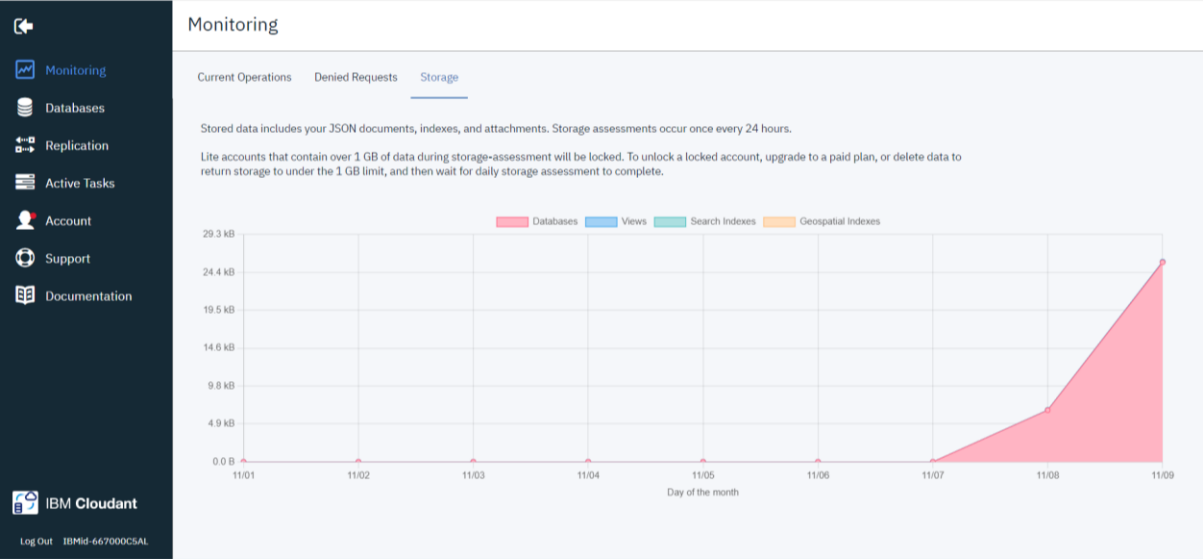 Monitoring
Monitoring
Databases
Replication
Active Tasks
Account
Support
Documentation
IBM Cloudant
Log Out IBMid-667000C5AL
Current Operations Denied Requests Storage
Stored data includes your JSON documents, indexes, and attachments. Storage assessments occur once every 24 hours.
Lite accounts that contain over 1 GB of data during storage-assessment will be locked. To unlock a locked account, upgrade to a paid plan, or delete data to
return storage to under the 1 GB limit, and then wait for daily storage assessment to complete.
Databases Views Search Indexes Geospatial Indexes
29.3 kB
24.4 kB
19.5 kB
14.6 kB
9.8 kB
4.9 kB
0.0 B
11/01 11/02 11/03 11/04 11/05 11/06 11/07 11/08 11/09
Day of the month